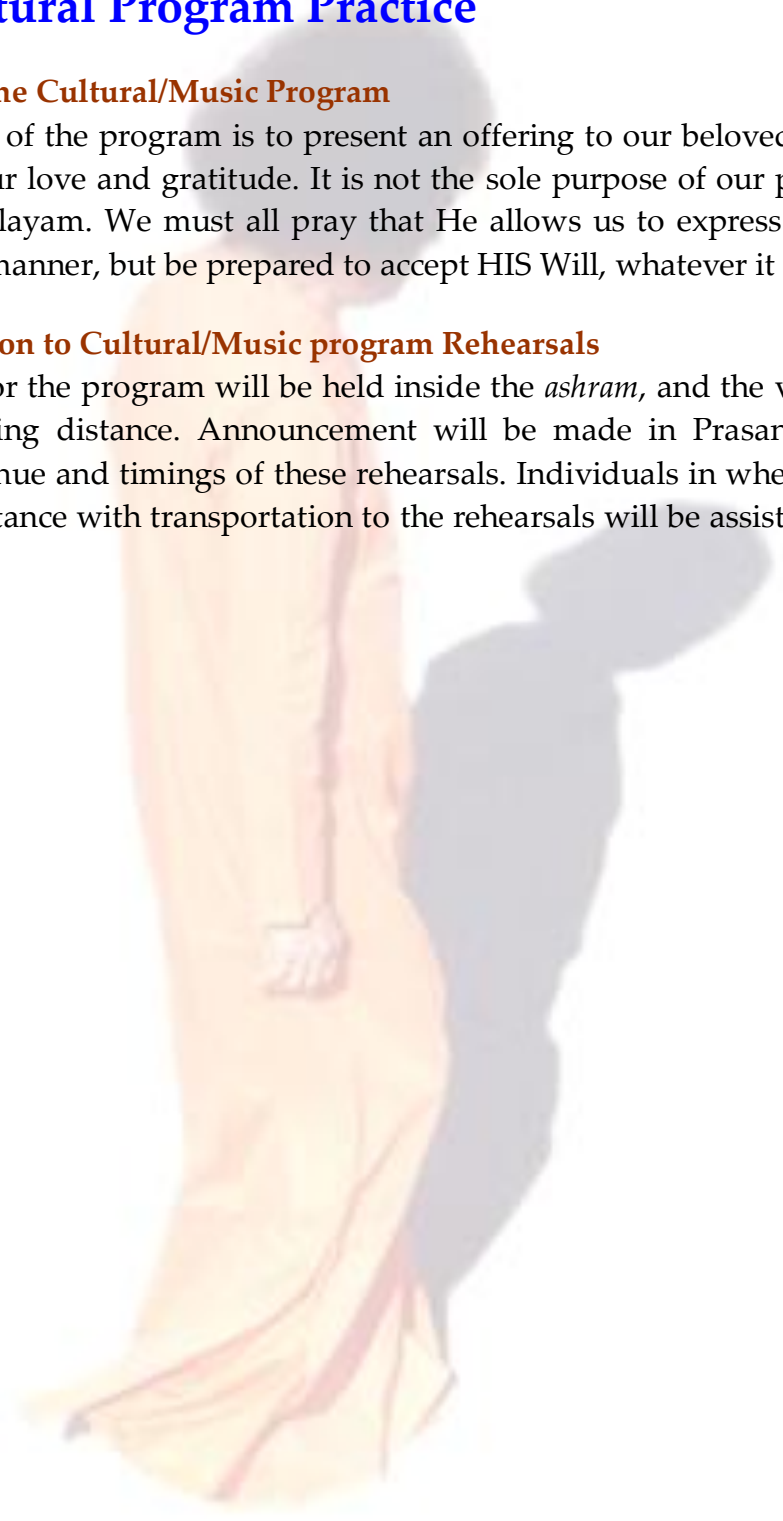 tural Program Practice
ne Cultural/Music Program
of the program is to present an offering to our beloved
ur love and gratitude. It is not the sole purpose of our p
layam. We must all pray that He allows us to express
manner, but be prepared to accept HIS Will, whatever it
on to Cultural/Music program Rehearsals
or the program will be held inside the ashram, and the v
ing distance. Announcement will be made in Prasan
nue and timings of these rehearsals. Individuals in whe
tance with transportation to the rehearsals will be assist